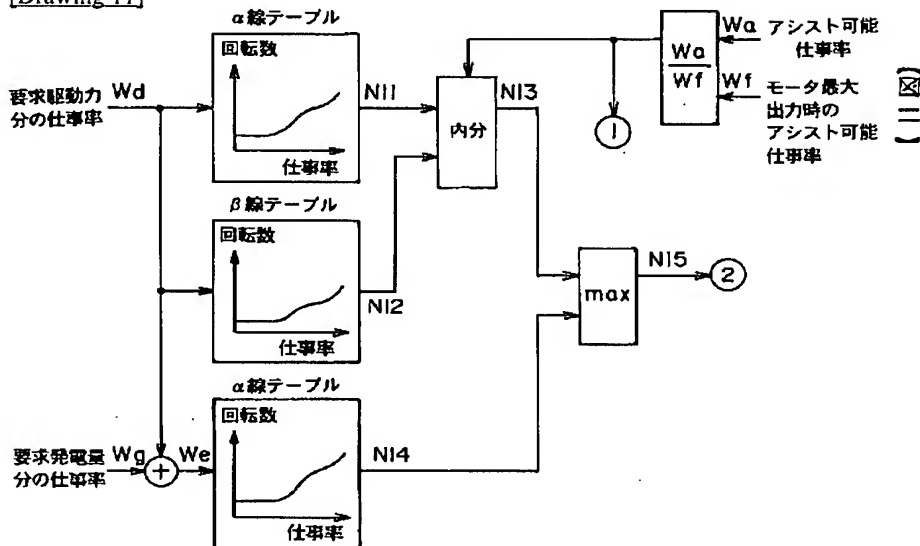 [Drawing 11]
α線テーブル
回転数
仕事率
要求駆動力
分の仕事率
Wd
N11
β線テーブル
回転数
仕事率
N12
α線テーブル
回転数
仕事率
要求発電量
分の仕事率
Wg
+
We
N14
内分
N13
Wa
Wf
Wa
アシスト可能
仕事率
Wf
モータ最大
出力時の
アシスト可能
仕事率
1
max
N15
2
【図11】